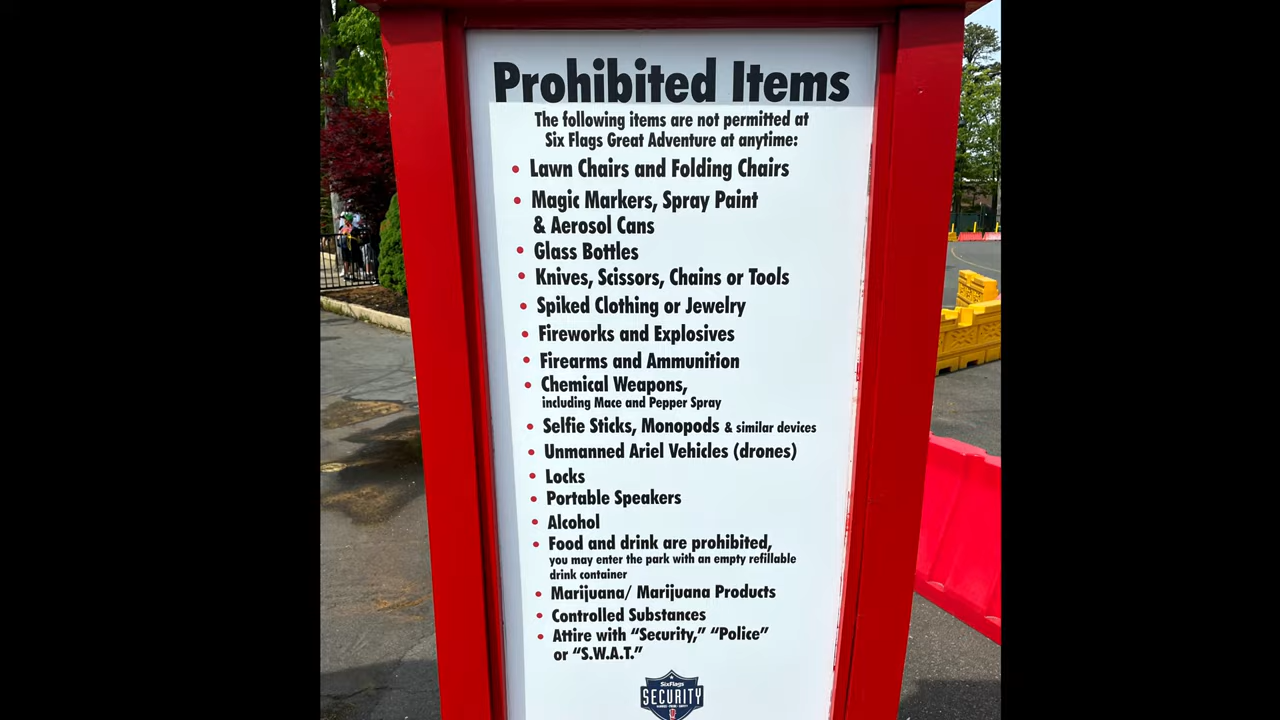 Prohibited Items
The following items are not permitted at
Six Flags Great Adventure at anytime:
• Lawn Chairs and Folding Chairs
• Magic Markers, Spray Paint
& Aerosol Cans
• Glass Bottles
• Knives, Scissors, Chains or Tools
• Spiked Clothing or Jewelry
• Fireworks and Explosives
• Firearms and Ammunition
• Chemical Weapons,
including Mace and Pepper Spray
• Selfie Sticks, Monopods & similar devices
• Unmanned Ariel Vehicles (drones)
• Locks
• Portable Speakers
• Alcohol
• Food and drink are prohibited,
you may enter the park with an empty refillable
drink container
• Marijuana/ Marijuana Products
• Controlled Substances
• Attire with “Security,” “Police”
or “S.W.A.T.”
SixFlags
SECURITY